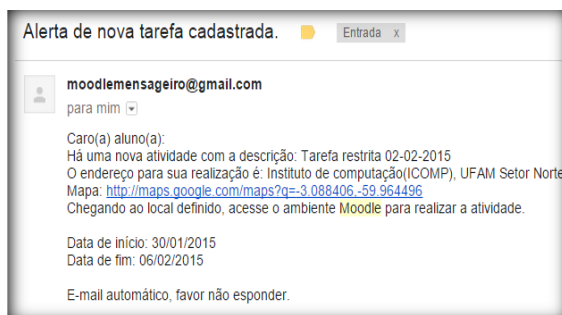 Alerta de nova tarefa cadastrada.
Entrada x
moodlemensageiro@gmail.com
para mim
Caro(a) aluno(a):
Há uma nova atividade com a descrição: Tarefa restrita 02-02-2015
O endereço para sua realização é: Instituto de computação(ICOMP), UFAM Setor Norte
Mapa: http://maps.google.com/maps?q=-3.088406,-59.964496
Chegando ao local definido, acesse o ambiente Moodle para realizar a atividade.
Data de início: 30/01/2015
Data de fim: 06/02/2015
E-mail automático, favor não esponder.